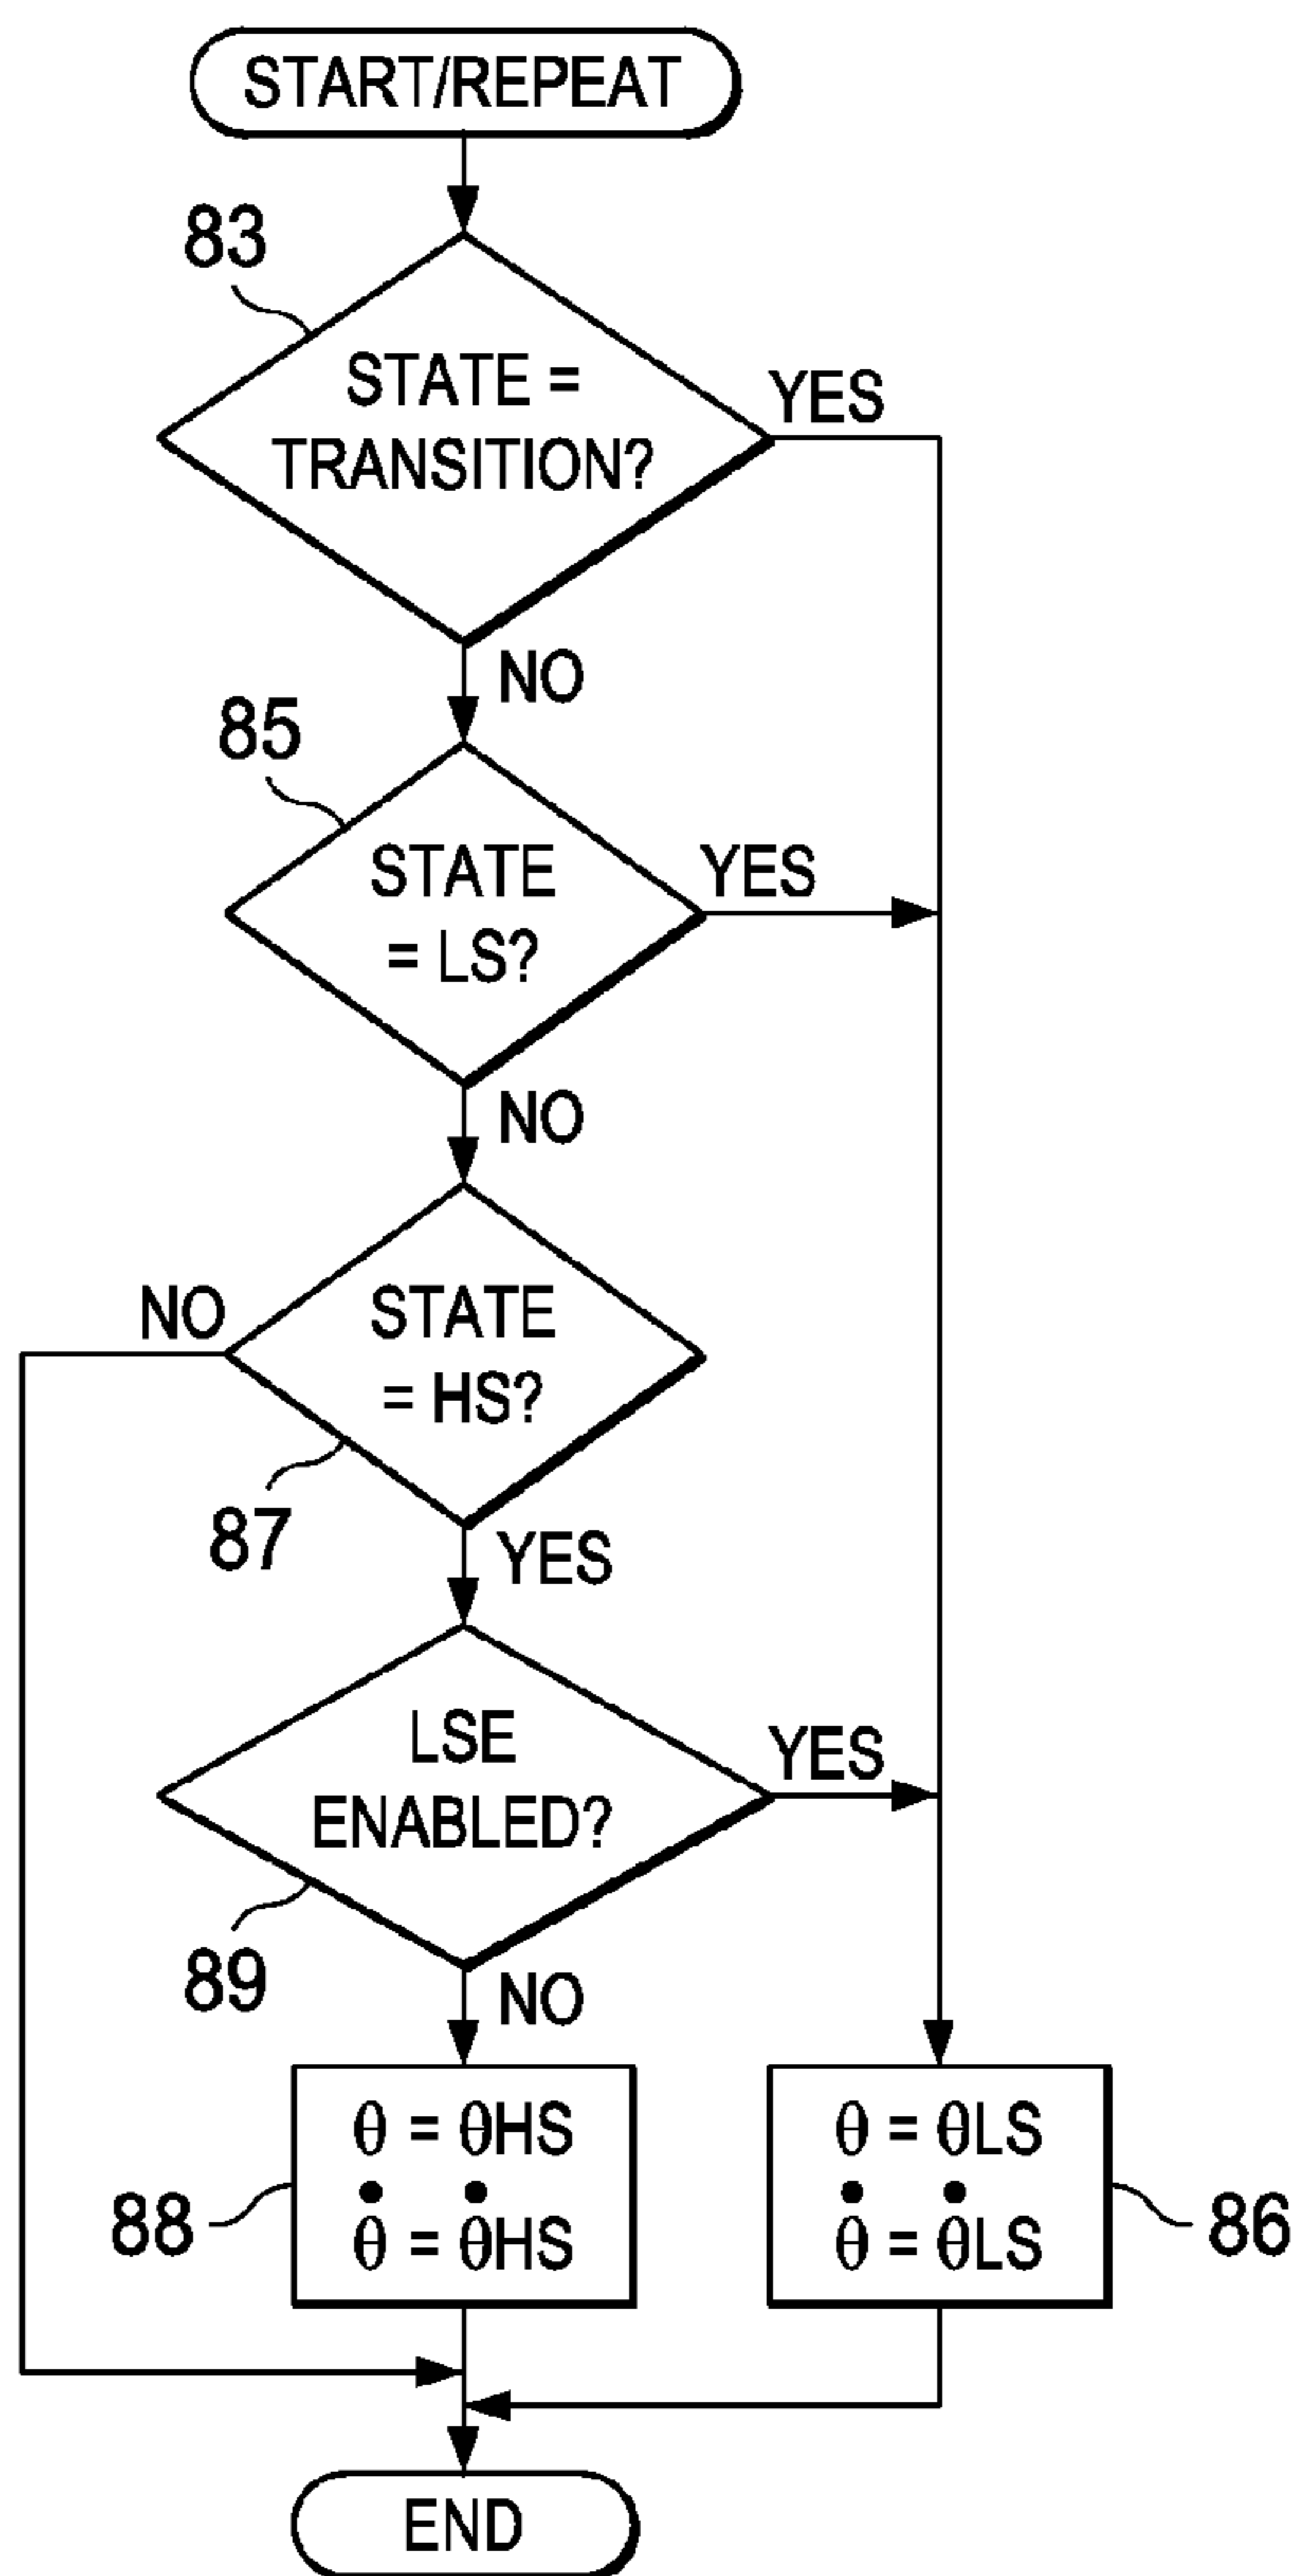 START/REPEAT
83
STATE =
TRANSITION?
YES
NO
85
STATE
= LS?
YES
NO
NO
STATE
= HS?
87
YES
LSE
ENABLED?
YES
89
NO
θ = θHS
θ̇ = θ̇HS
88
θ = θLS
θ̇ = θ̇LS
86
END